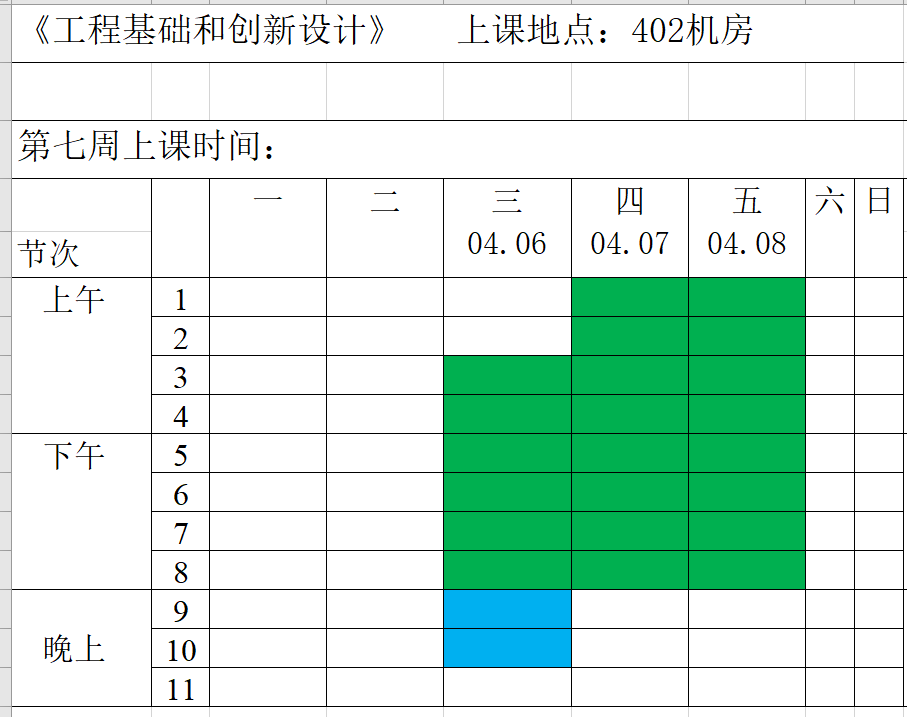 《工程基础和创新设计》 上课地点：402机房
第七周上课时间：
一 二 三 四 五 六 日
04.06 04.07 04.08
节次
上午 1
2
3
4
下午 5
6
7
8
9
晚上 10
11